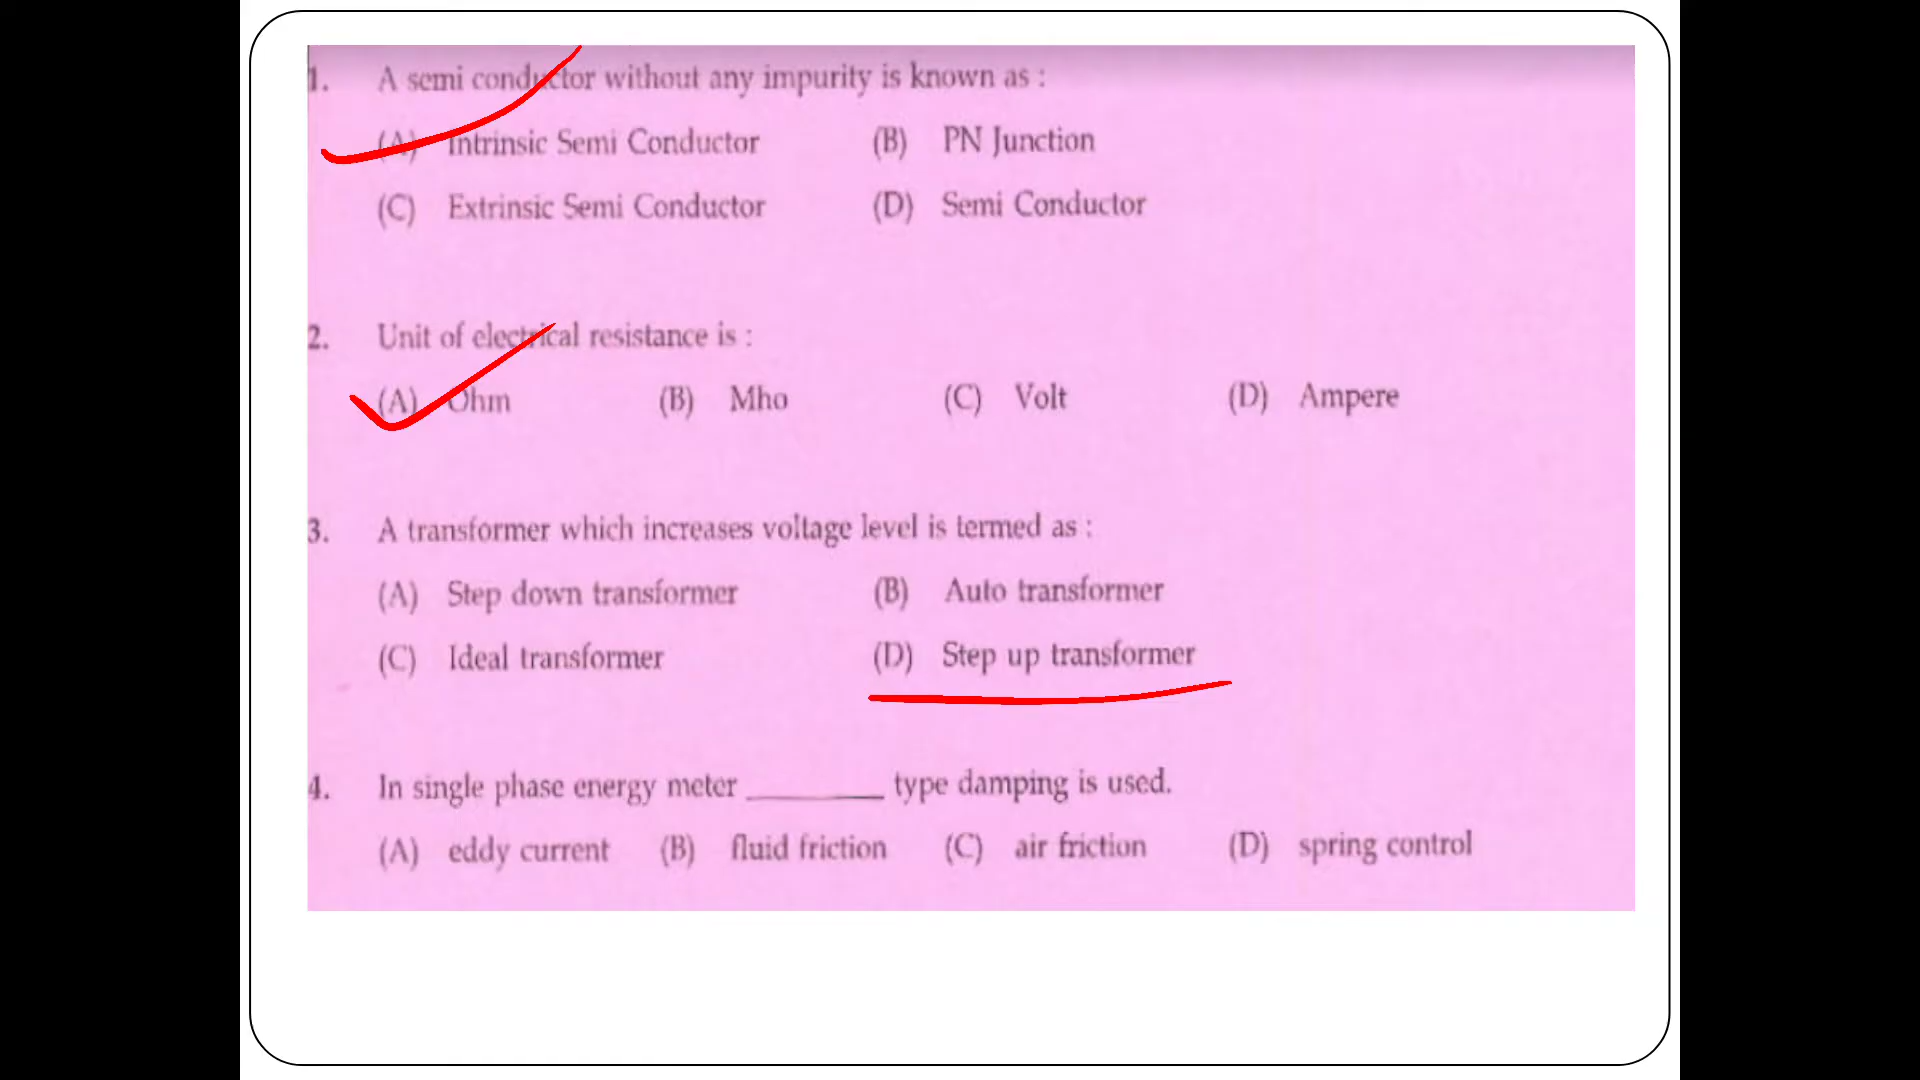 1. A semi conductor without any impurity is known as :
(A) Intrinsic Semi Conductor (B) PN Junction
(C) Extrinsic Semi Conductor (D) Semi Conductor
2. Unit of electrical resistance is :
(A) Ohm (B) Mho (C) Volt (D) Ampere
3. A transformer which increases voltage level is termed as :
(A) Step down transformer (B) Auto transformer
(C) Ideal transformer (D) Step up transformer
4. In single phase energy meter ________ type damping is used.
(A) eddy current (B) fluid friction (C) air friction (D) spring control